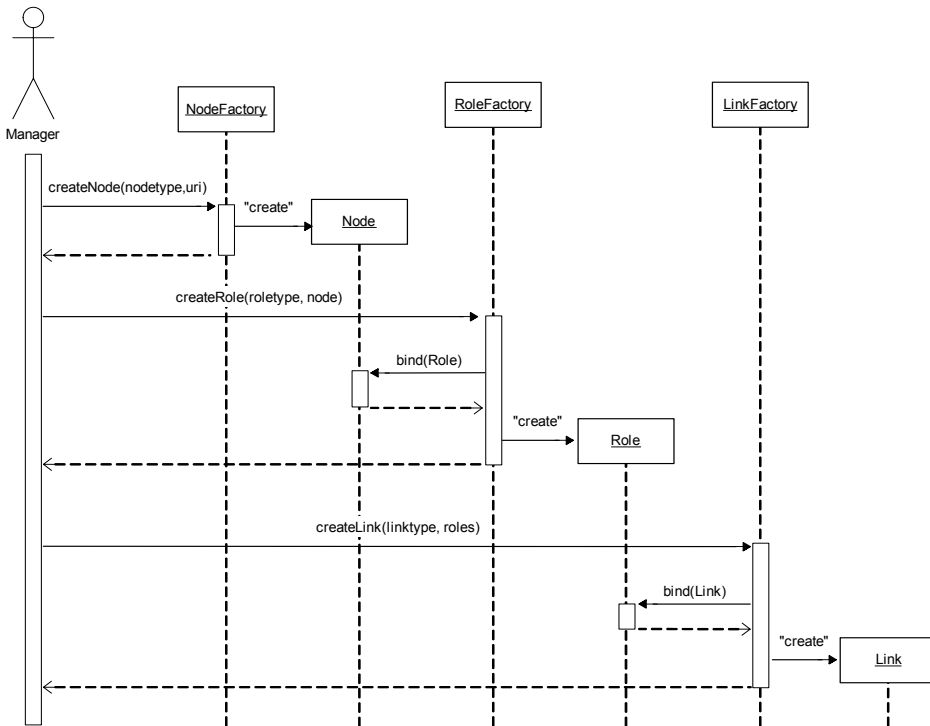 NodeFactory
RoleFactory
LinkFactory
Manager
createNode(nodetype,uri)
"create"
Node
createRole(roletype, node)
bind(Role)
"create"
Role
createLink(linktype, roles)
bind(Link)
"create"
Link